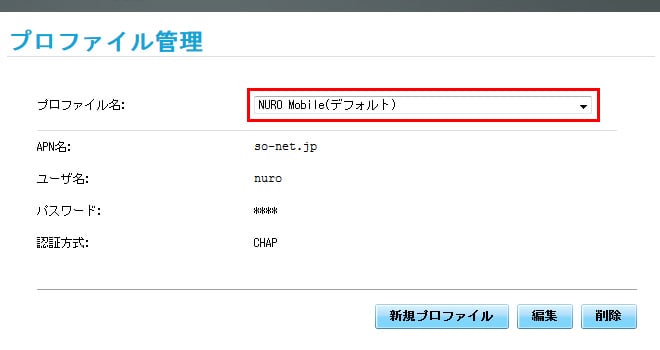 プロファイル管理
プロファイル名: NURO Mobile(デフォルト)
APN名: so-net.jp
ユーザ名: nuro
パスワード: ****
認証方式: CHAP
新規プロファイル 編集 削除